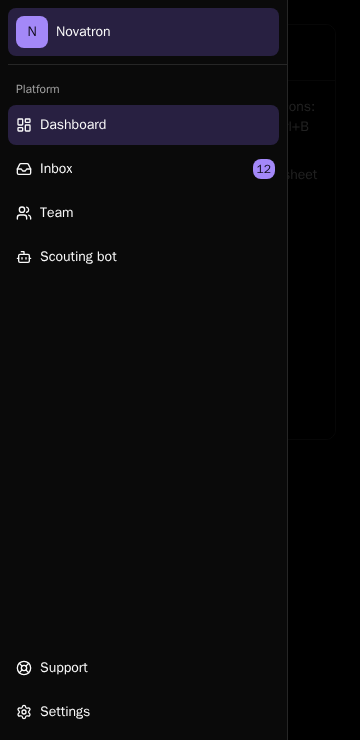 N
Novatron
Platform
Dashboard
Inbox
12
Team
Scouting bot
Support
Settings